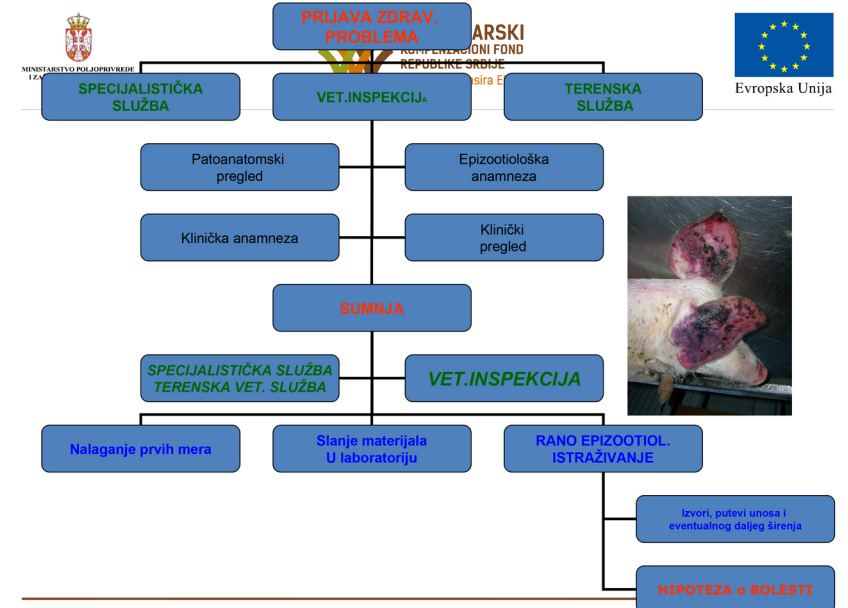 PRIJAVA ZDRAV.
PROBLEMA
ARSKI
KOMPENZACIONI FOND
REPUBLIKE SRBIJE
MINISTARSTVO POLJOPRIVREDE
I ZA
Evropska Unija
SPECIJALISTIČKA
SLUŽBA
VET.INSPEKCIJA
TERENSKA
SLUŽBA
Patoanatomski
pregled
Epizootiološka
anamneza
Klinička anamneza
Klinički
pregled
SUMNJA
SPECIJALISTIČKA SLUŽBA
TERENSKA VET. SLUŽBA
VET.INSPEKCIJA
Nalaganje prvih mera
Slanje materijala
U laboratoriju
RANO EPIZOOTIOL.
ISTRAŽIVANJE
Izvori, putevi unosa i
eventualnog daljeg širenja
HIPOTEZA o BOLESTI